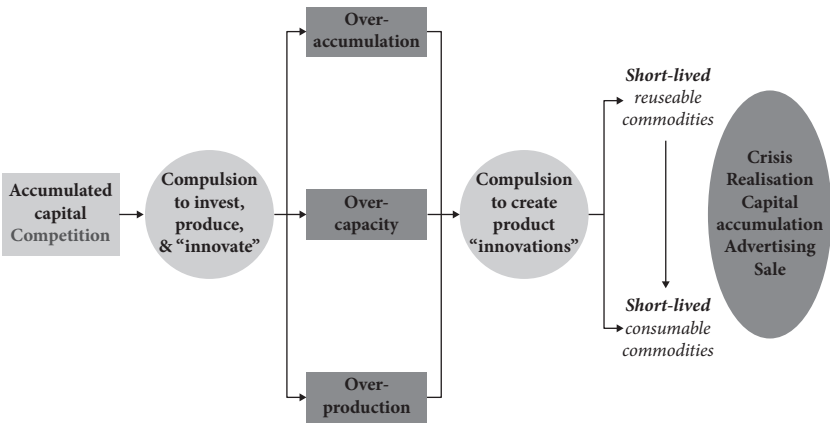 Accumulated
capital
Competition
Compulsion
to invest,
produce,
& “innovate”
Over-
accumulation
Over-
capacity
Over-
production
Compulsion
to create
product
“innovations”
Short-lived
reuseable
commodities
Short-lived
consumable
commodities
Crisis
Realisation
Capital
accumulation
Advertising
Sale